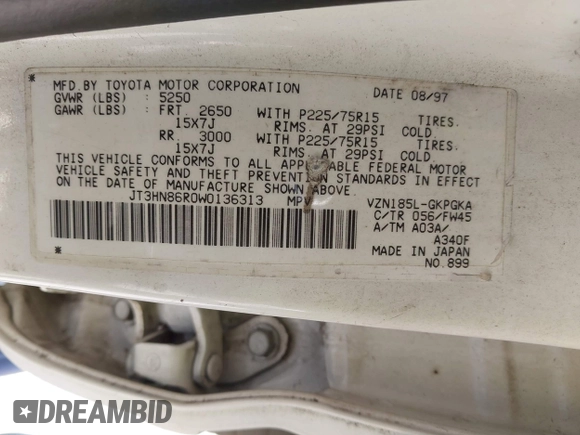 MFD.BY TOYOTA MOTOR CORPORATION DATE 08/97
GVWR (LBS) : 5250
GAWR (LBS) : FRT. 2650 WITH P225/75R15 TIRES.
15X7J RIMS. AT 29PSI COLD.
RR. 3000 WITH P225/75R15 TIRES.
15X7J RIMS. AT 29PSI COLD.
THIS VEHICLE CONFORMS TO ALL APPLICABLE FEDERAL MOTOR
VEHICLE SAFETY AND THEFT PREVENTION STANDARDS IN EFFECT
ON THE DATE OF MANUFACTURE SHOWN ABOVE.
JT3HN86R0W0136313 MPV VZN185L-GKPGKA
C/TR 056/FW45
A/TM A03A/
A340F
MADE IN JAPAN
NO.899
DREAMBID